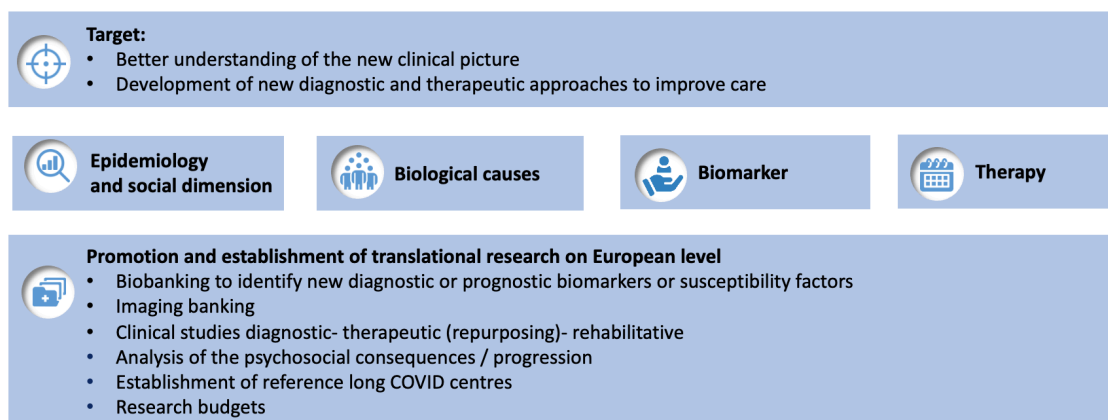 Target:
• Better understanding of the new clinical picture
• Development of new diagnostic and therapeutic approaches to improve care
Epidemiology
and social dimension
Biological causes
Biomarker
Therapy
Promotion and establishment of translational research on European level
• Biobanking to identify new diagnostic or prognostic biomarkers or susceptibility factors
• Imaging banking
• Clinical studies diagnostic- therapeutic (repurposing)- rehabilitative
• Analysis of the psychosocial consequences / progression
• Establishment of reference long COVID centres
• Research budgets